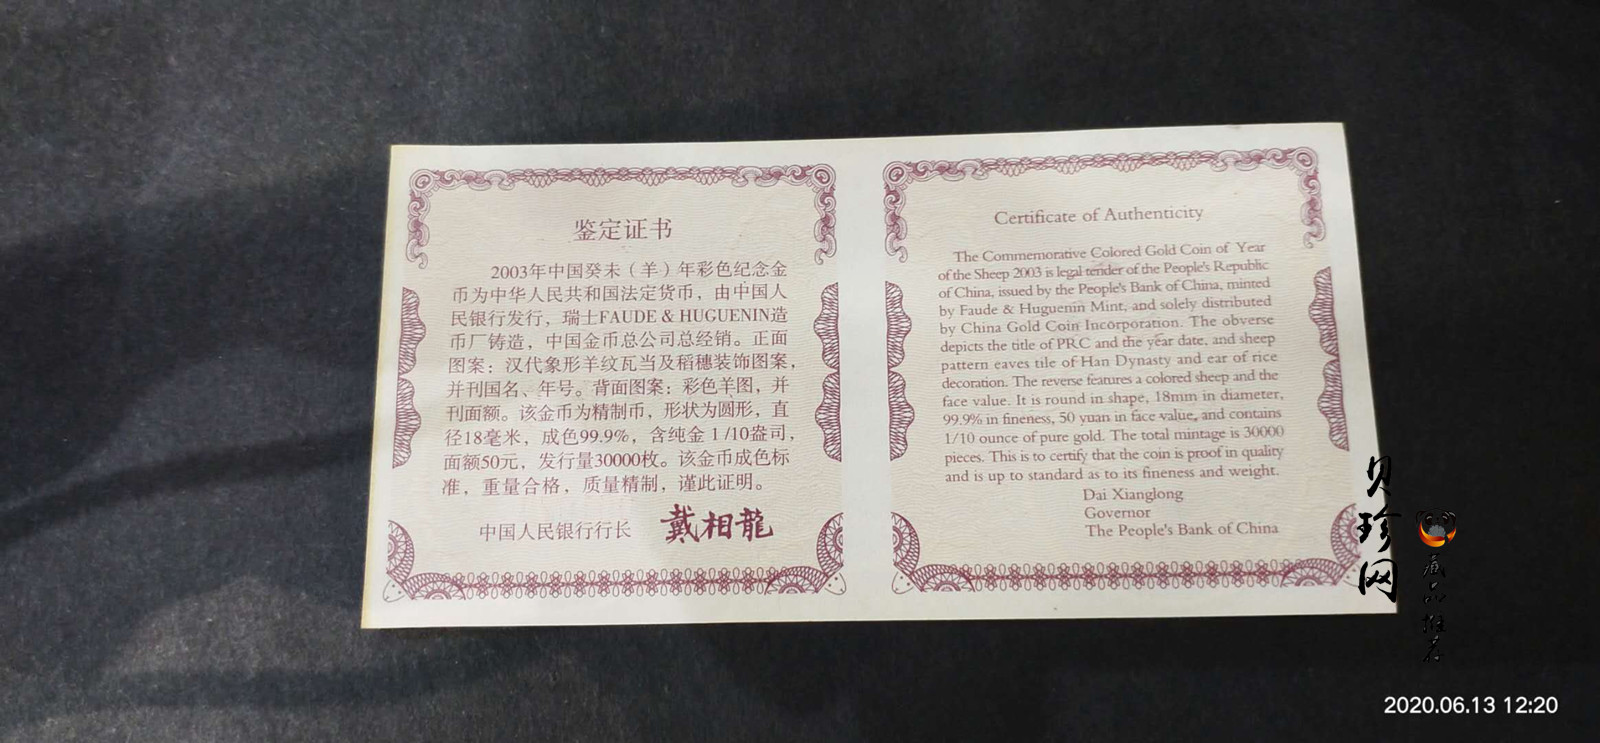 鉴定证书
2003年中国癸未（羊）年彩色纪念金
币为中华人民共和国法定货币，由中国人
民银行发行，瑞士FAUDE & HUGUENIN造
币厂铸造，中国金币总公司总经销。正面
图案：汉代象形羊纹瓦当及稻穗装饰图案，
并刊国名、年号。背面图案：彩色羊图，并
刊面额。该金币为精制币，形状为圆形，直
径18毫米，成色99.9%，含纯金 1 /10盎司，
面额50元，发行量30000枚。该金币成色标
准，重量合格，质量精制，谨此证明。
中国人民银行行长 戴相龍
Certificate of Authenticity
The Commemorative Colored Gold Coin of Year
of the Sheep 2003 is legal tender of the People's Republic
of China, issued by the People's Bank of China, minted
by Faude & Huguenin Mint, and solely distributed
by China Gold Coin Incorporation. The obverse
depicts the title of PRC and the year date, and sheep
pattern eaves tile of Han Dynasty and ear of rice
decoration. The reverse features a colored sheep and the
face value. It is round in shape, 18mm in diameter,
99.9% in fineness, 50 yuan in face value, and contains
1/10 ounce of pure gold. The total mintage is 30000
pieces. This is to certify that the coin is proof in quality
and is up to standard as to its fineness and weight.
Dai Xianglong
Governor
The People's Bank of China
贝珍网
藏品推荐
2020.06.13 12:20